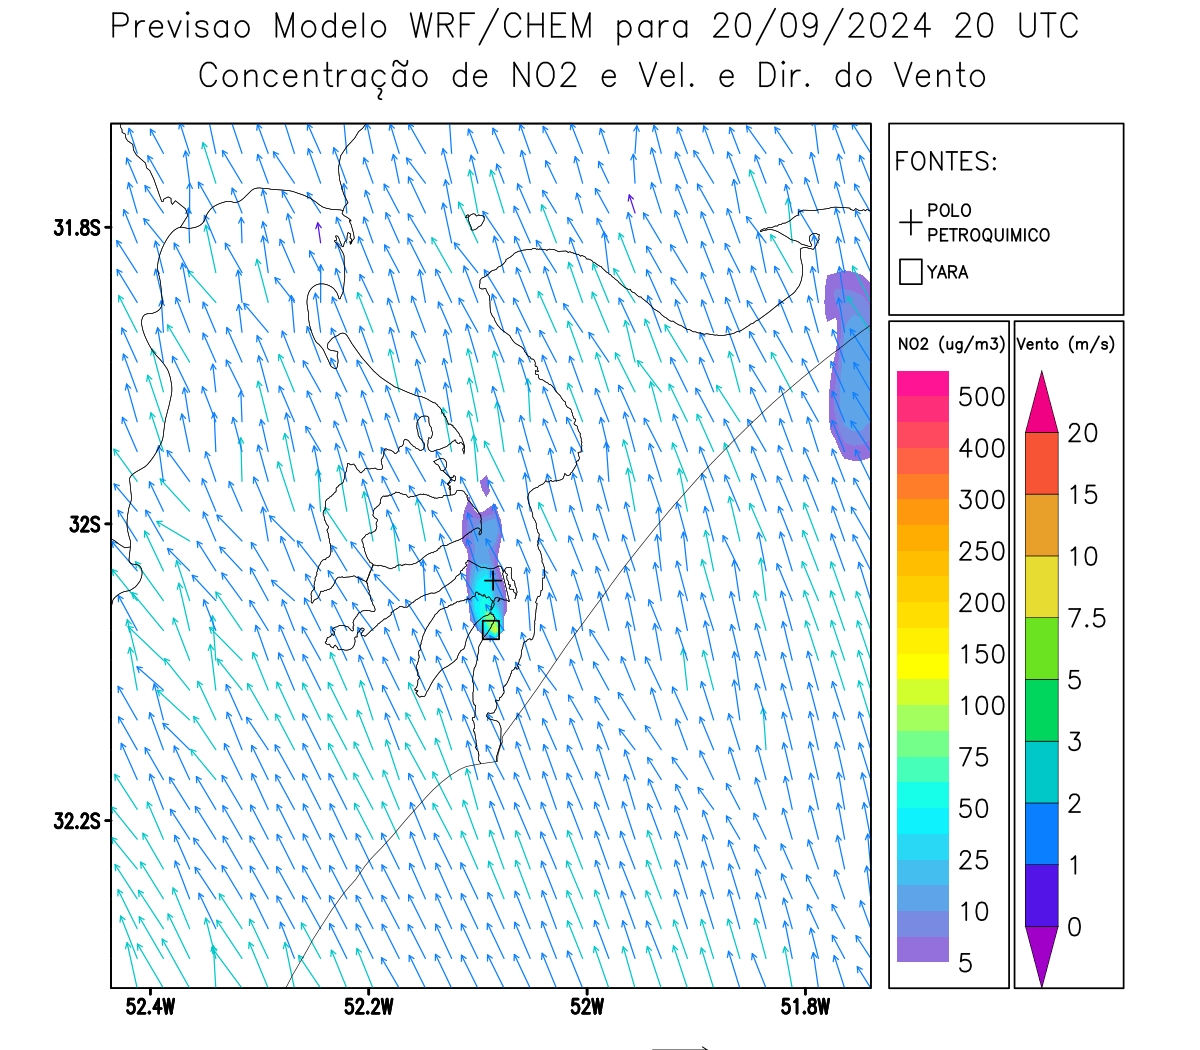 Previsao Modelo WRF/CHEM para 20/09/2024 20 UTC
Concentração de NO2 e Vel. e Dir. do Vento
FONTES:
POLO
PETROQUIMICO
YARA
31.8S
32S
32.2S
52.4W
52.2W
52W
51.8W
NO2 (ug/m3)
500
400
300
250
200
150
100
75
50
25
10
5
Vento (m/s)
20
15
10
7.5
5
3
2
1
0